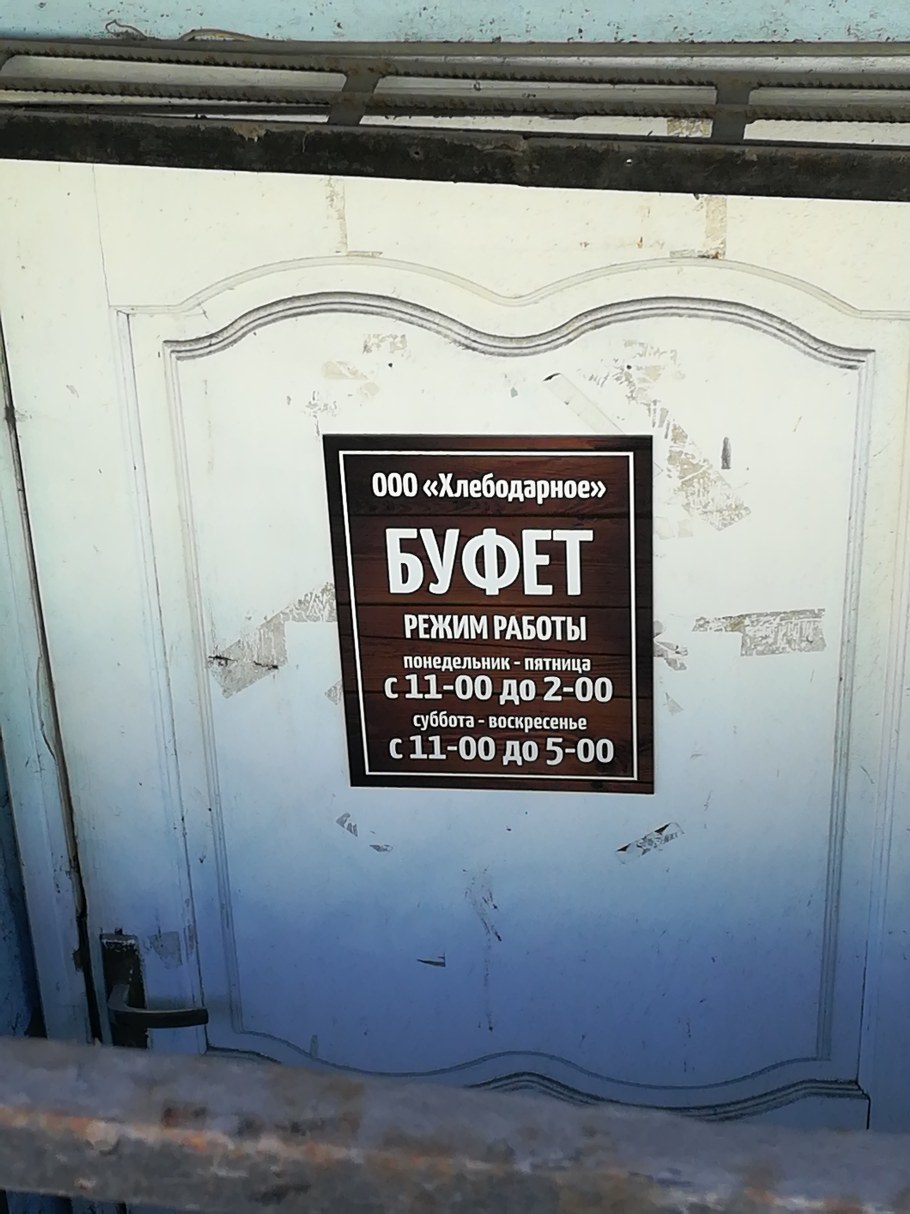 ООО «Хлебодарное»
БУФЕТ
РЕЖИМ РАБОТЫ
понедельник - пятница
с 11-00 до 2-00
суббота - воскресенье
с 11-00 до 5-00